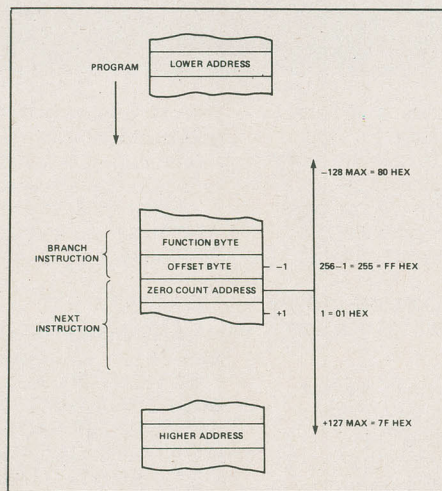 LOWER ADDRESS
PROGRAM
–128 MAX = 80 HEX
FUNCTION BYTE
BRANCH
INSTRUCTION
OFFSET BYTE
–1
256–1 = 255 = FF HEX
ZERO COUNT ADDRESS
NEXT
INSTRUCTION
+1
1 = 01 HEX
+127 MAX = 7F HEX
HIGHER ADDRESS